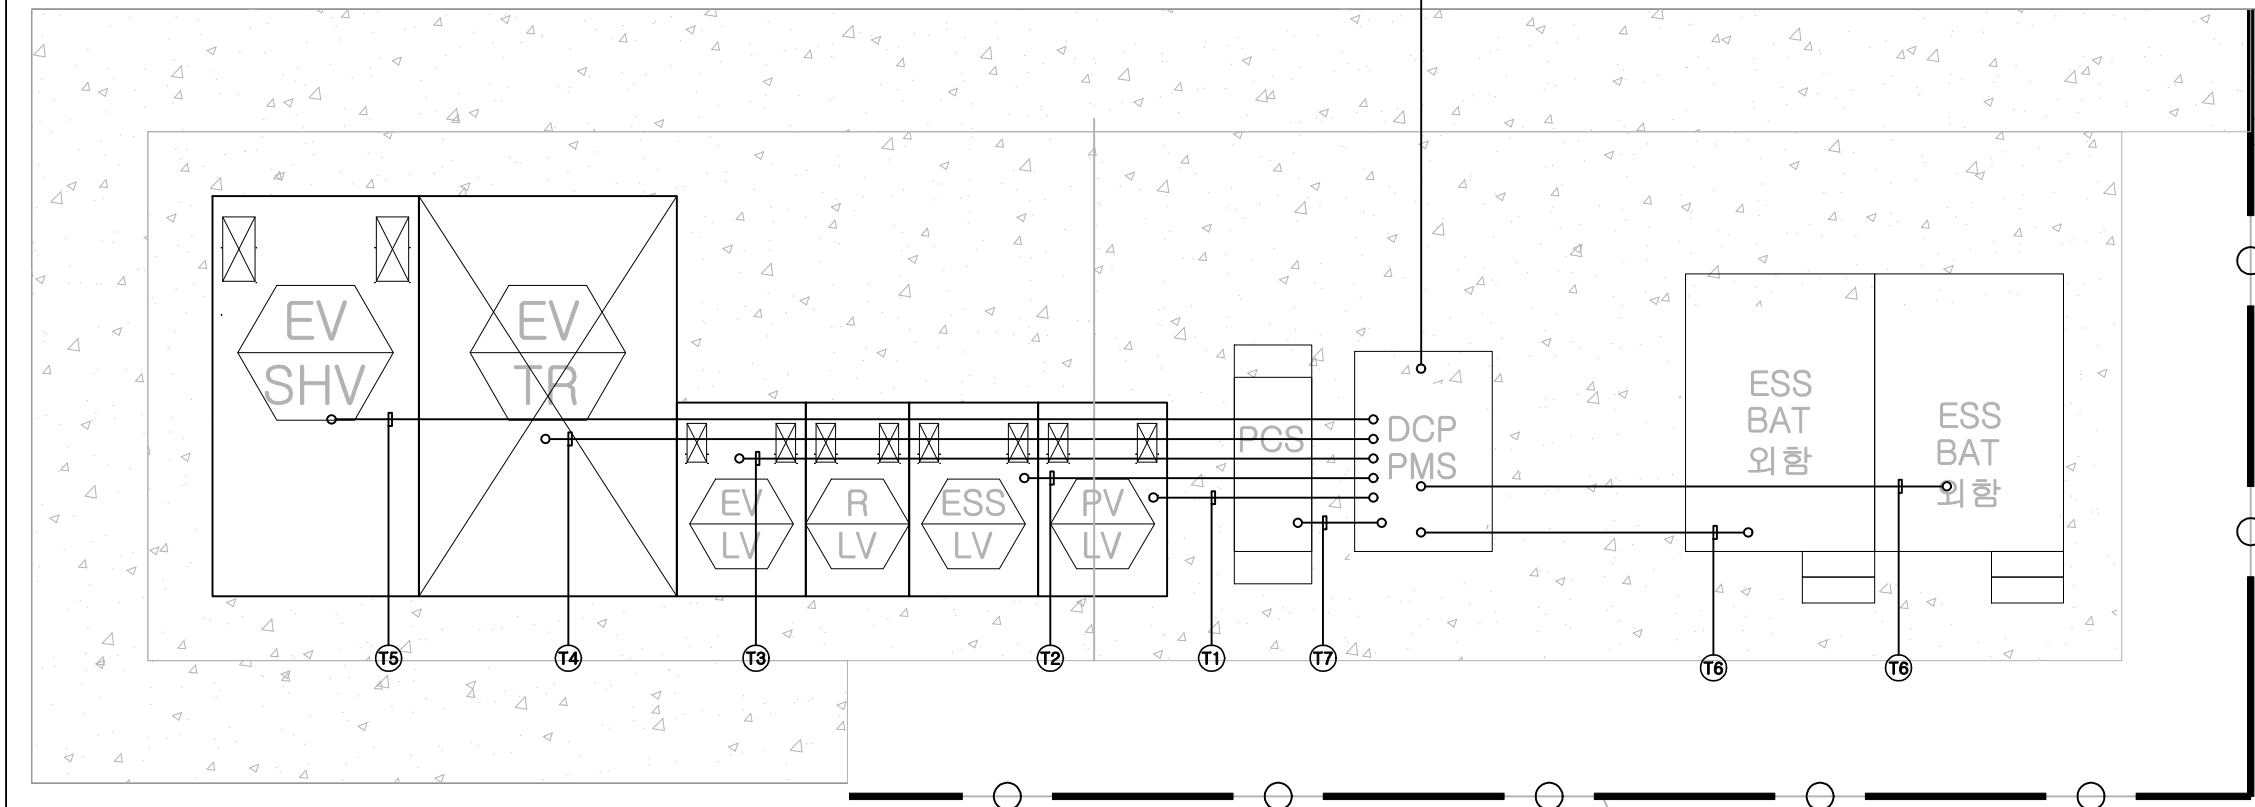 EV
SHV
EV
TR
EV
LV
R
LV
ESS
LV
PV
LV
PCS
DCP
PMS
ESS
BAT
외함
ESS
BAT
외함
T5
T4
T3
T2
T1
T7
T6
T6